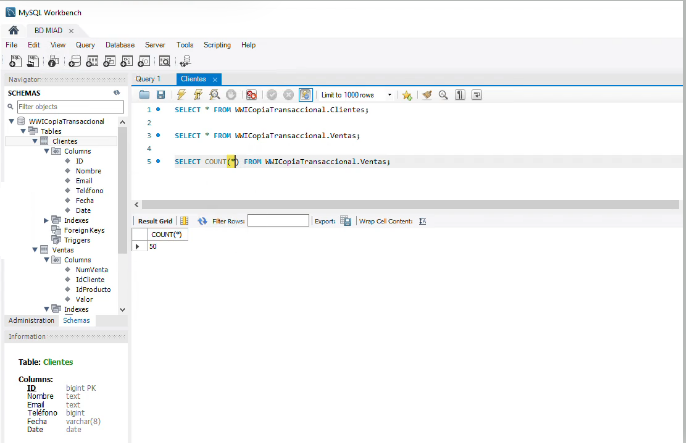 MySQL Workbench
BD MIAD ×
File Edit View Query Database Server Tools Scripting Help
Navigator
SCHEMAS
Filter objects
WWICopiaTransaccional
Tables
Clientes
Columns
ID
Nombre
Email
Teléfono
Fecha
Date
Indexes
Foreign Keys
Triggers
Ventas
Columns
NumVenta
IdCliente
IdProducto
Valor
Indexes
Administration Schemas
Information
Table: Clientes
Columns:
ID bigint PK
Nombre text
Email text
Teléfono bigint
Fecha varchar(8)
Date date
Query 1 Clientes ×
Limit to 1000 rows
1 SELECT * FROM WWICopiaTransaccional.Clientes;
2
3 SELECT * FROM WWICopiaTransaccional.Ventas;
4
5 SELECT COUNT(*) FROM WWICopiaTransaccional.Ventas;
Result Grid Filter Rows: Export: Wrap Cell Content: IA
COUNT(*)
50